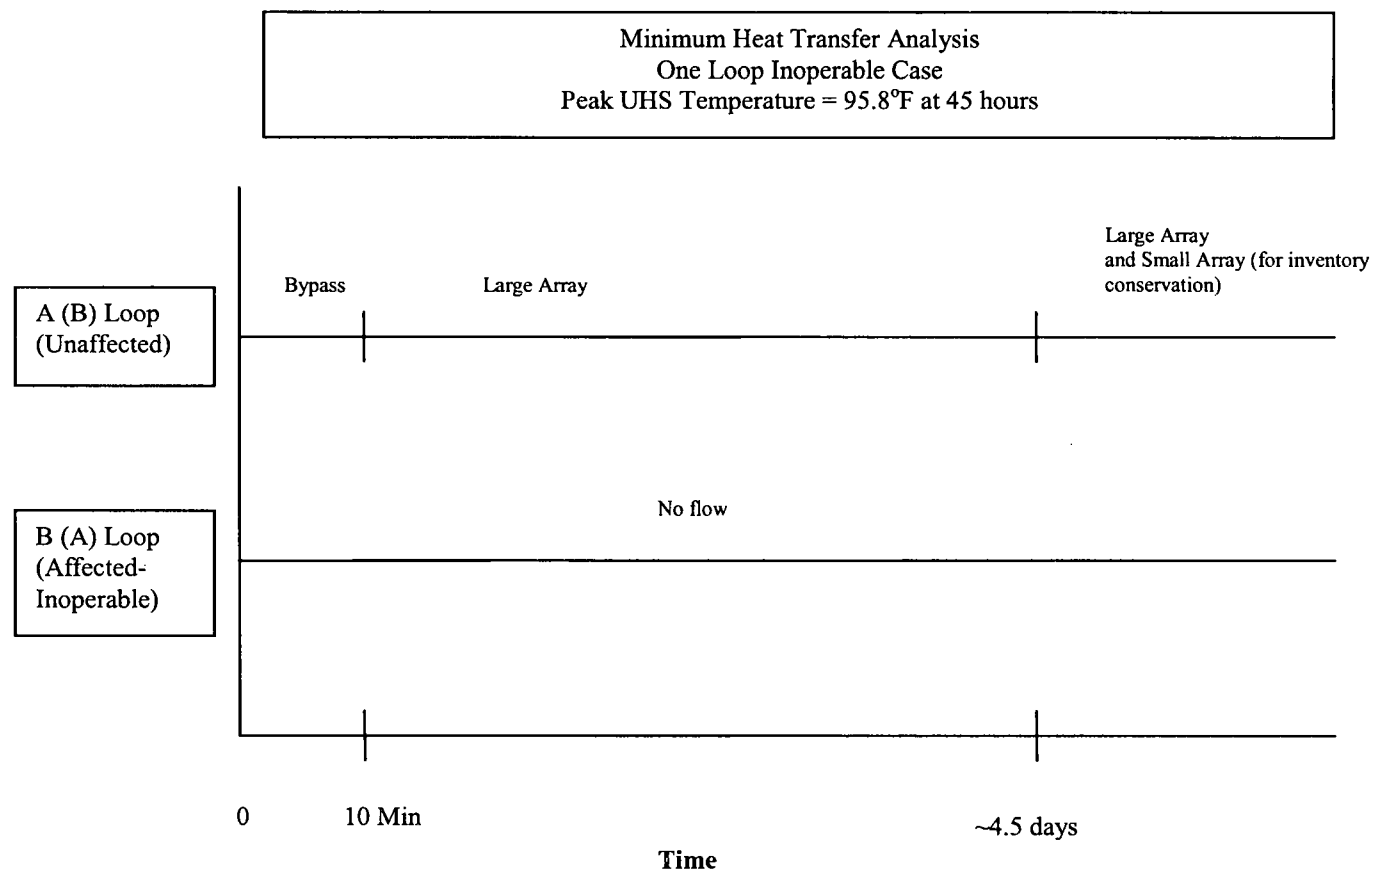 Minimum Heat Transfer Analysis
One Loop Inoperable Case
Peak UHS Temperature = 95.8°F at 45 hours
Large Array
and Small Array (for inventory
conservation)
Bypass
Large Array
A (B) Loop
(Unaffected)
No flow
B (A) Loop
(Affected-
Inoperable)
0
10 Min
~4.5 days
Time